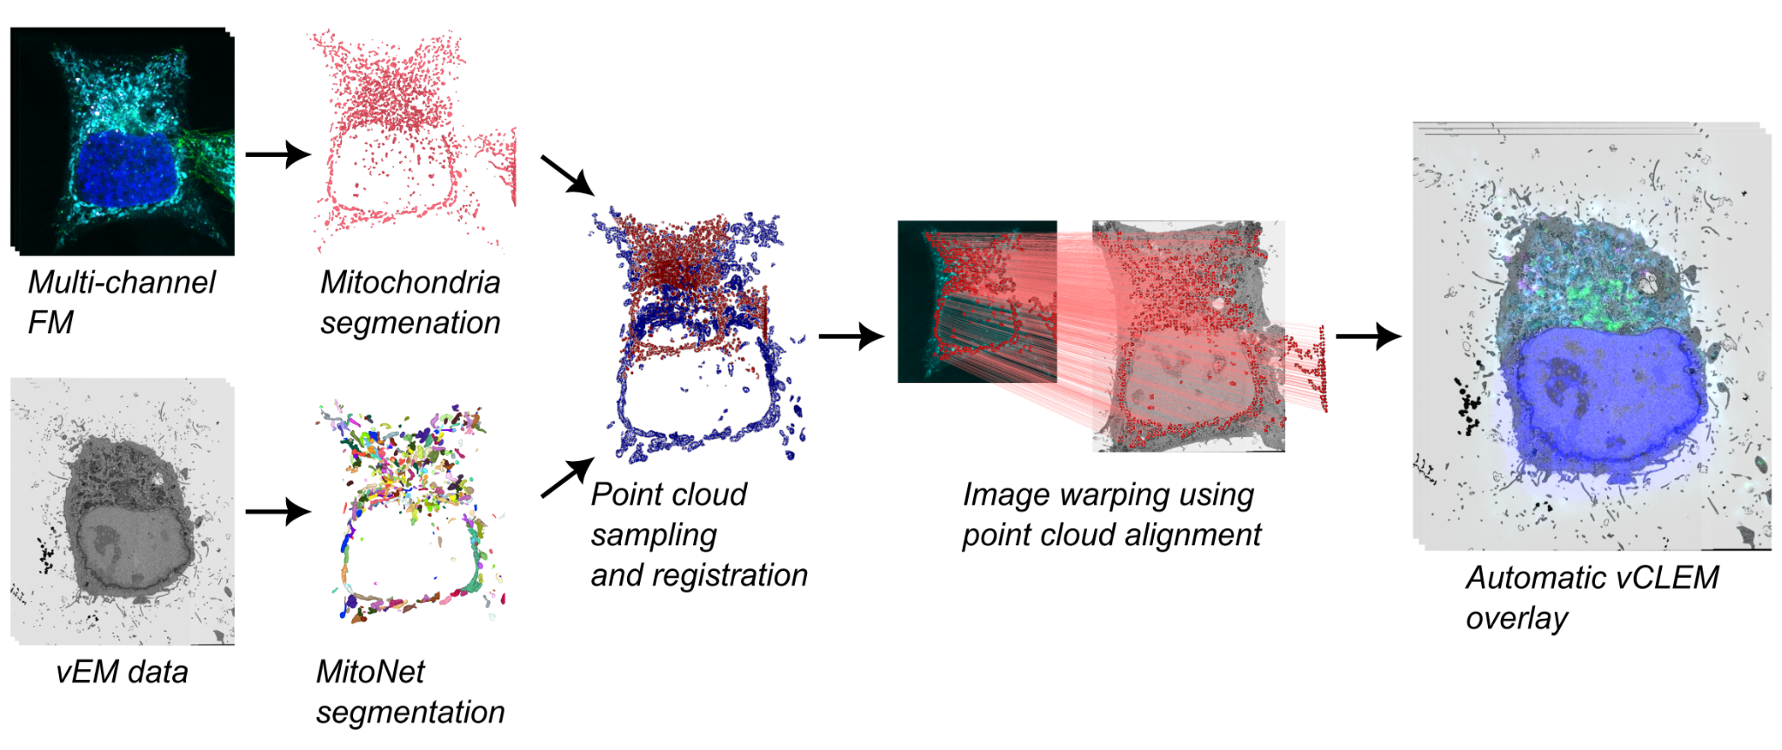 Multi-channel
FM
Mitochondria
segmenation
vEM data
MitoNet
segmentation
Point cloud
sampling
and registration
Image warping using
point cloud alignment
Automatic vCLEM
overlay